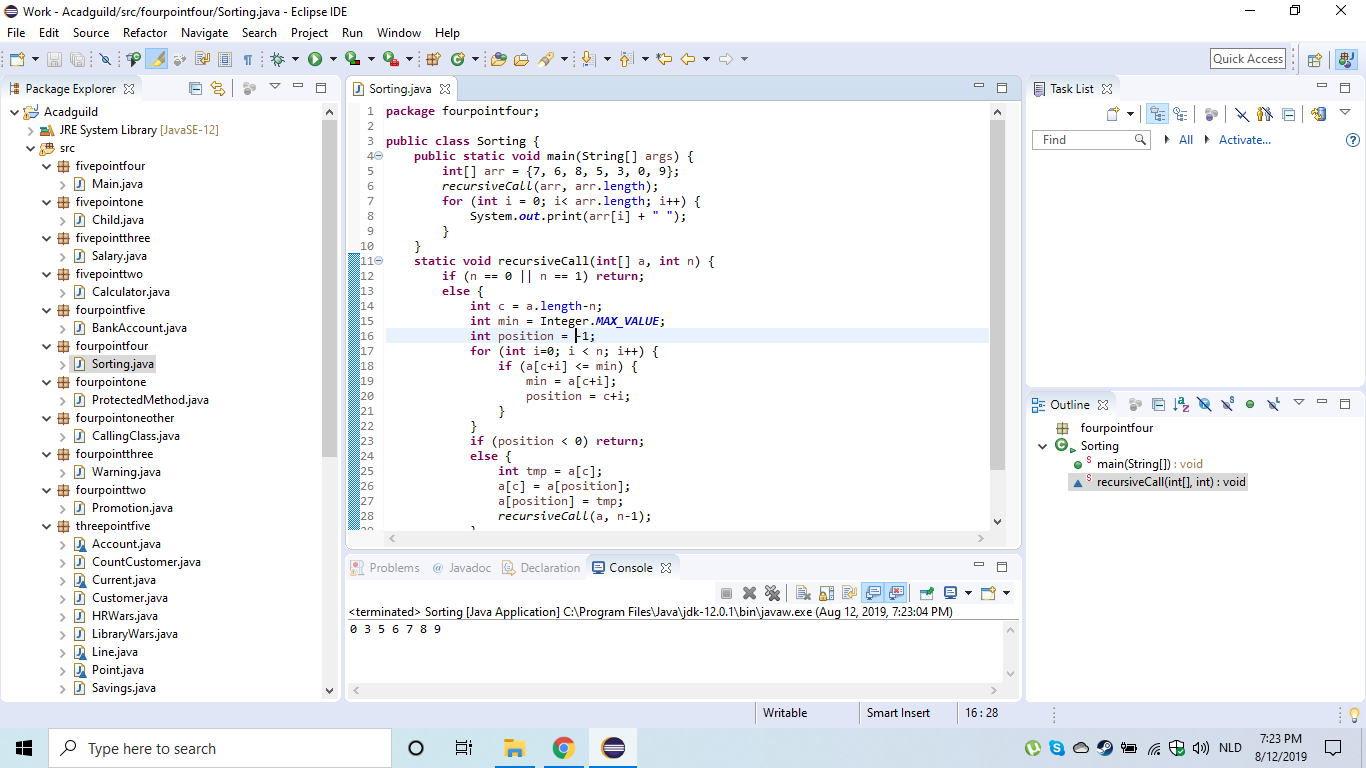 Work - Acadguild/src/fourpointfour/Sorting.java - Eclipse IDE
File Edit Source Refactor Navigate Search Project Run Window Help
Quick Access
Package Explorer
Acadguild
JRE System Library [JavaSE-12]
src
fivepointfour
Main.java
fivepointone
Child.java
fivepointthree
Salary.java
fivepointtwo
Calculator.java
fourpointfive
BankAccount.java
fourpointfour
Sorting.java
fourpointone
ProtectedMethod.java
fourpointoneother
CallingClass.java
fourpointthree
Warning.java
fourpointtwo
Promotion.java
threepointfive
Account.java
CountCustomer.java
Current.java
Customer.java
HRWars.java
LibraryWars.java
Line.java
Point.java
Savings.java
Sorting.java
1 package fourpointfour;
2
3 public class Sorting {
4 public static void main(String[] args) {
5 int[] arr = {7, 6, 8, 5, 3, 0, 9};
6 recursiveCall(arr, arr.length);
7 for (int i = 0; i< arr.length; i++) {
8 System.out.print(arr[i] + " ");
9 }
10 }
11 static void recursiveCall(int[] a, int n) {
12 if (n == 0 || n == 1) return;
13 else {
14 int c = a.length-n;
15 int min = Integer.MAX_VALUE;
16 int position = -1;
17 for (int i=0; i < n; i++) {
18 if (a[c+i] <= min) {
19 min = a[c+i];
20 position = c+i;
21 }
22 }
23 if (position < 0) return;
24 else {
25 int tmp = a[c];
26 a[c] = a[position];
27 a[position] = tmp;
28 recursiveCall(a, n-1);
Problems Javadoc Declaration Console
<terminated> Sorting [Java Application] C:\Program Files\Java\jdk-12.0.1\bin\javaw.exe (Aug 12, 2019, 7:23:04 PM)
0 3 5 6 7 8 9
Task List
Find All Activate...
Outline
fourpointfour
Sorting
main(String[]) : void
recursiveCall(int[], int) : void
Writable Smart Insert 16 : 28
Type here to search
NLD
7:23 PM
8/12/2019